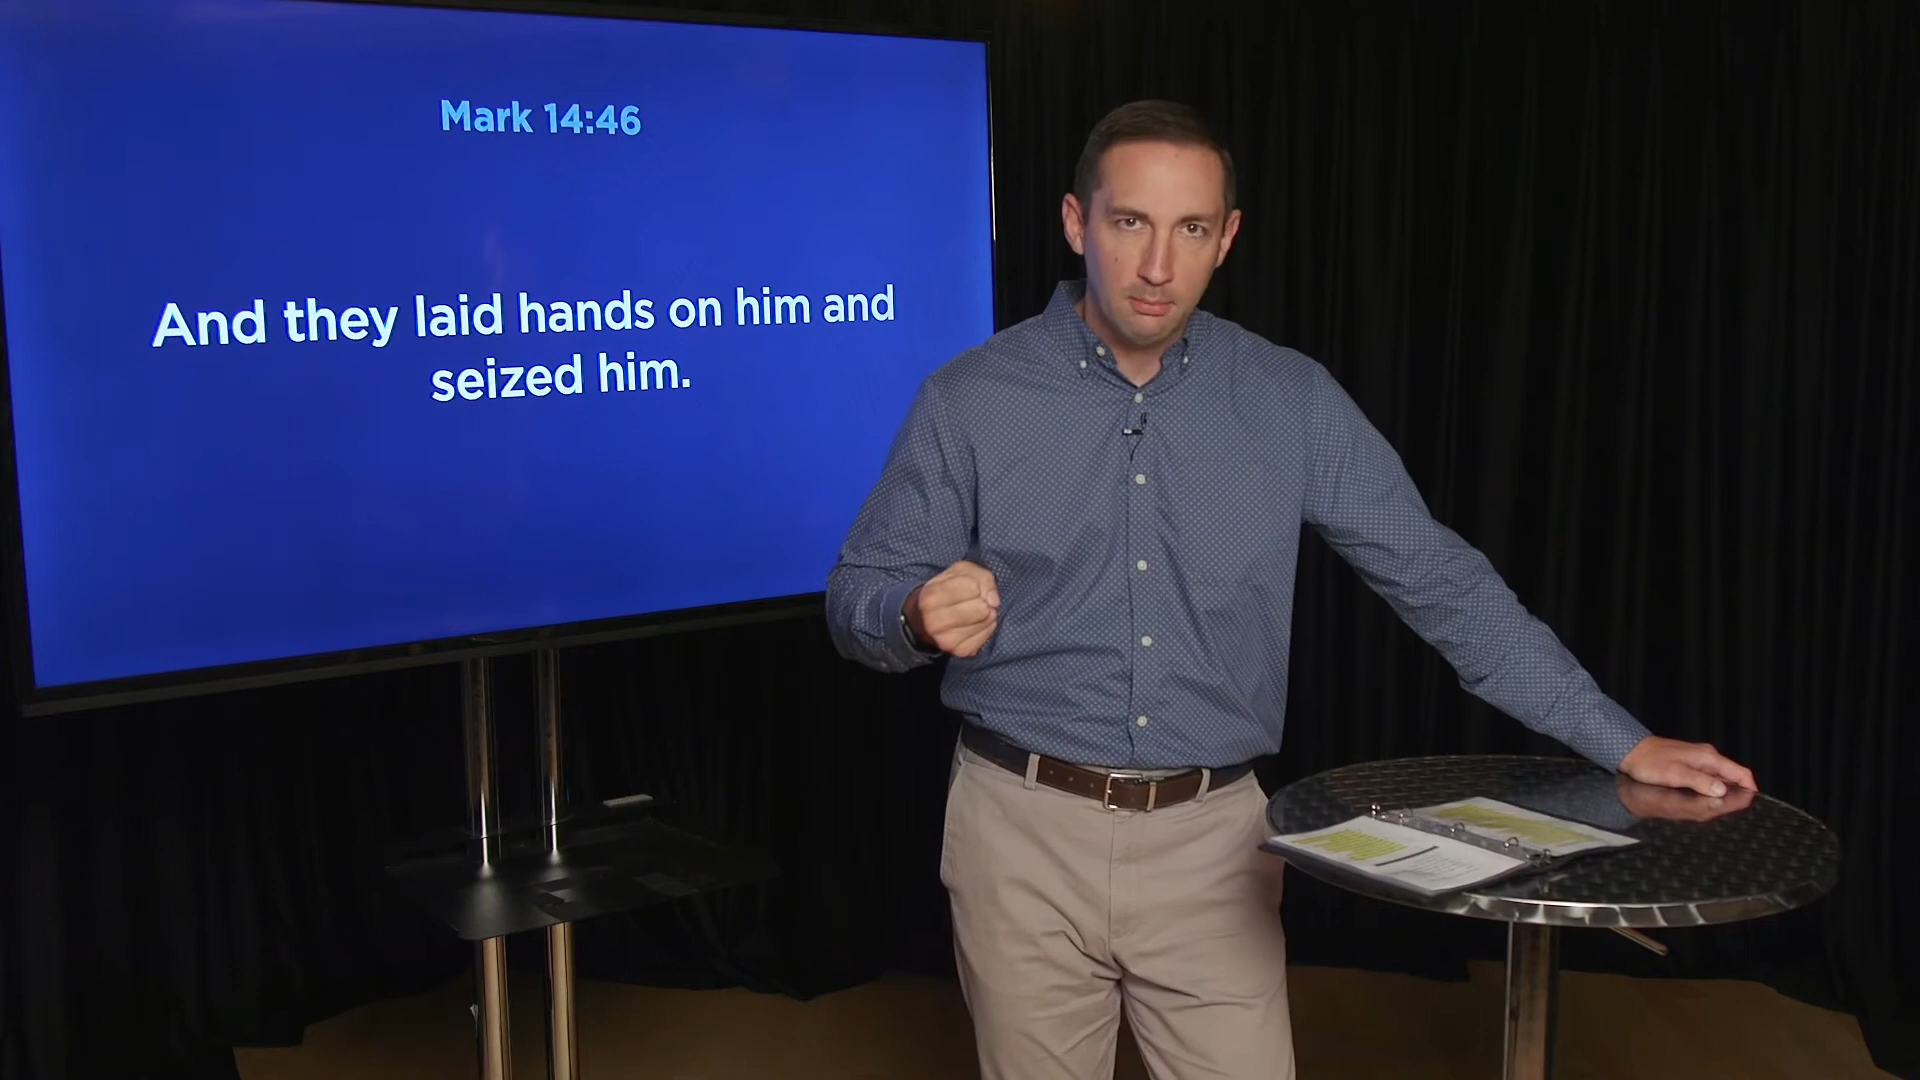 Mark 14:46
And they laid hands on him and
seized him.